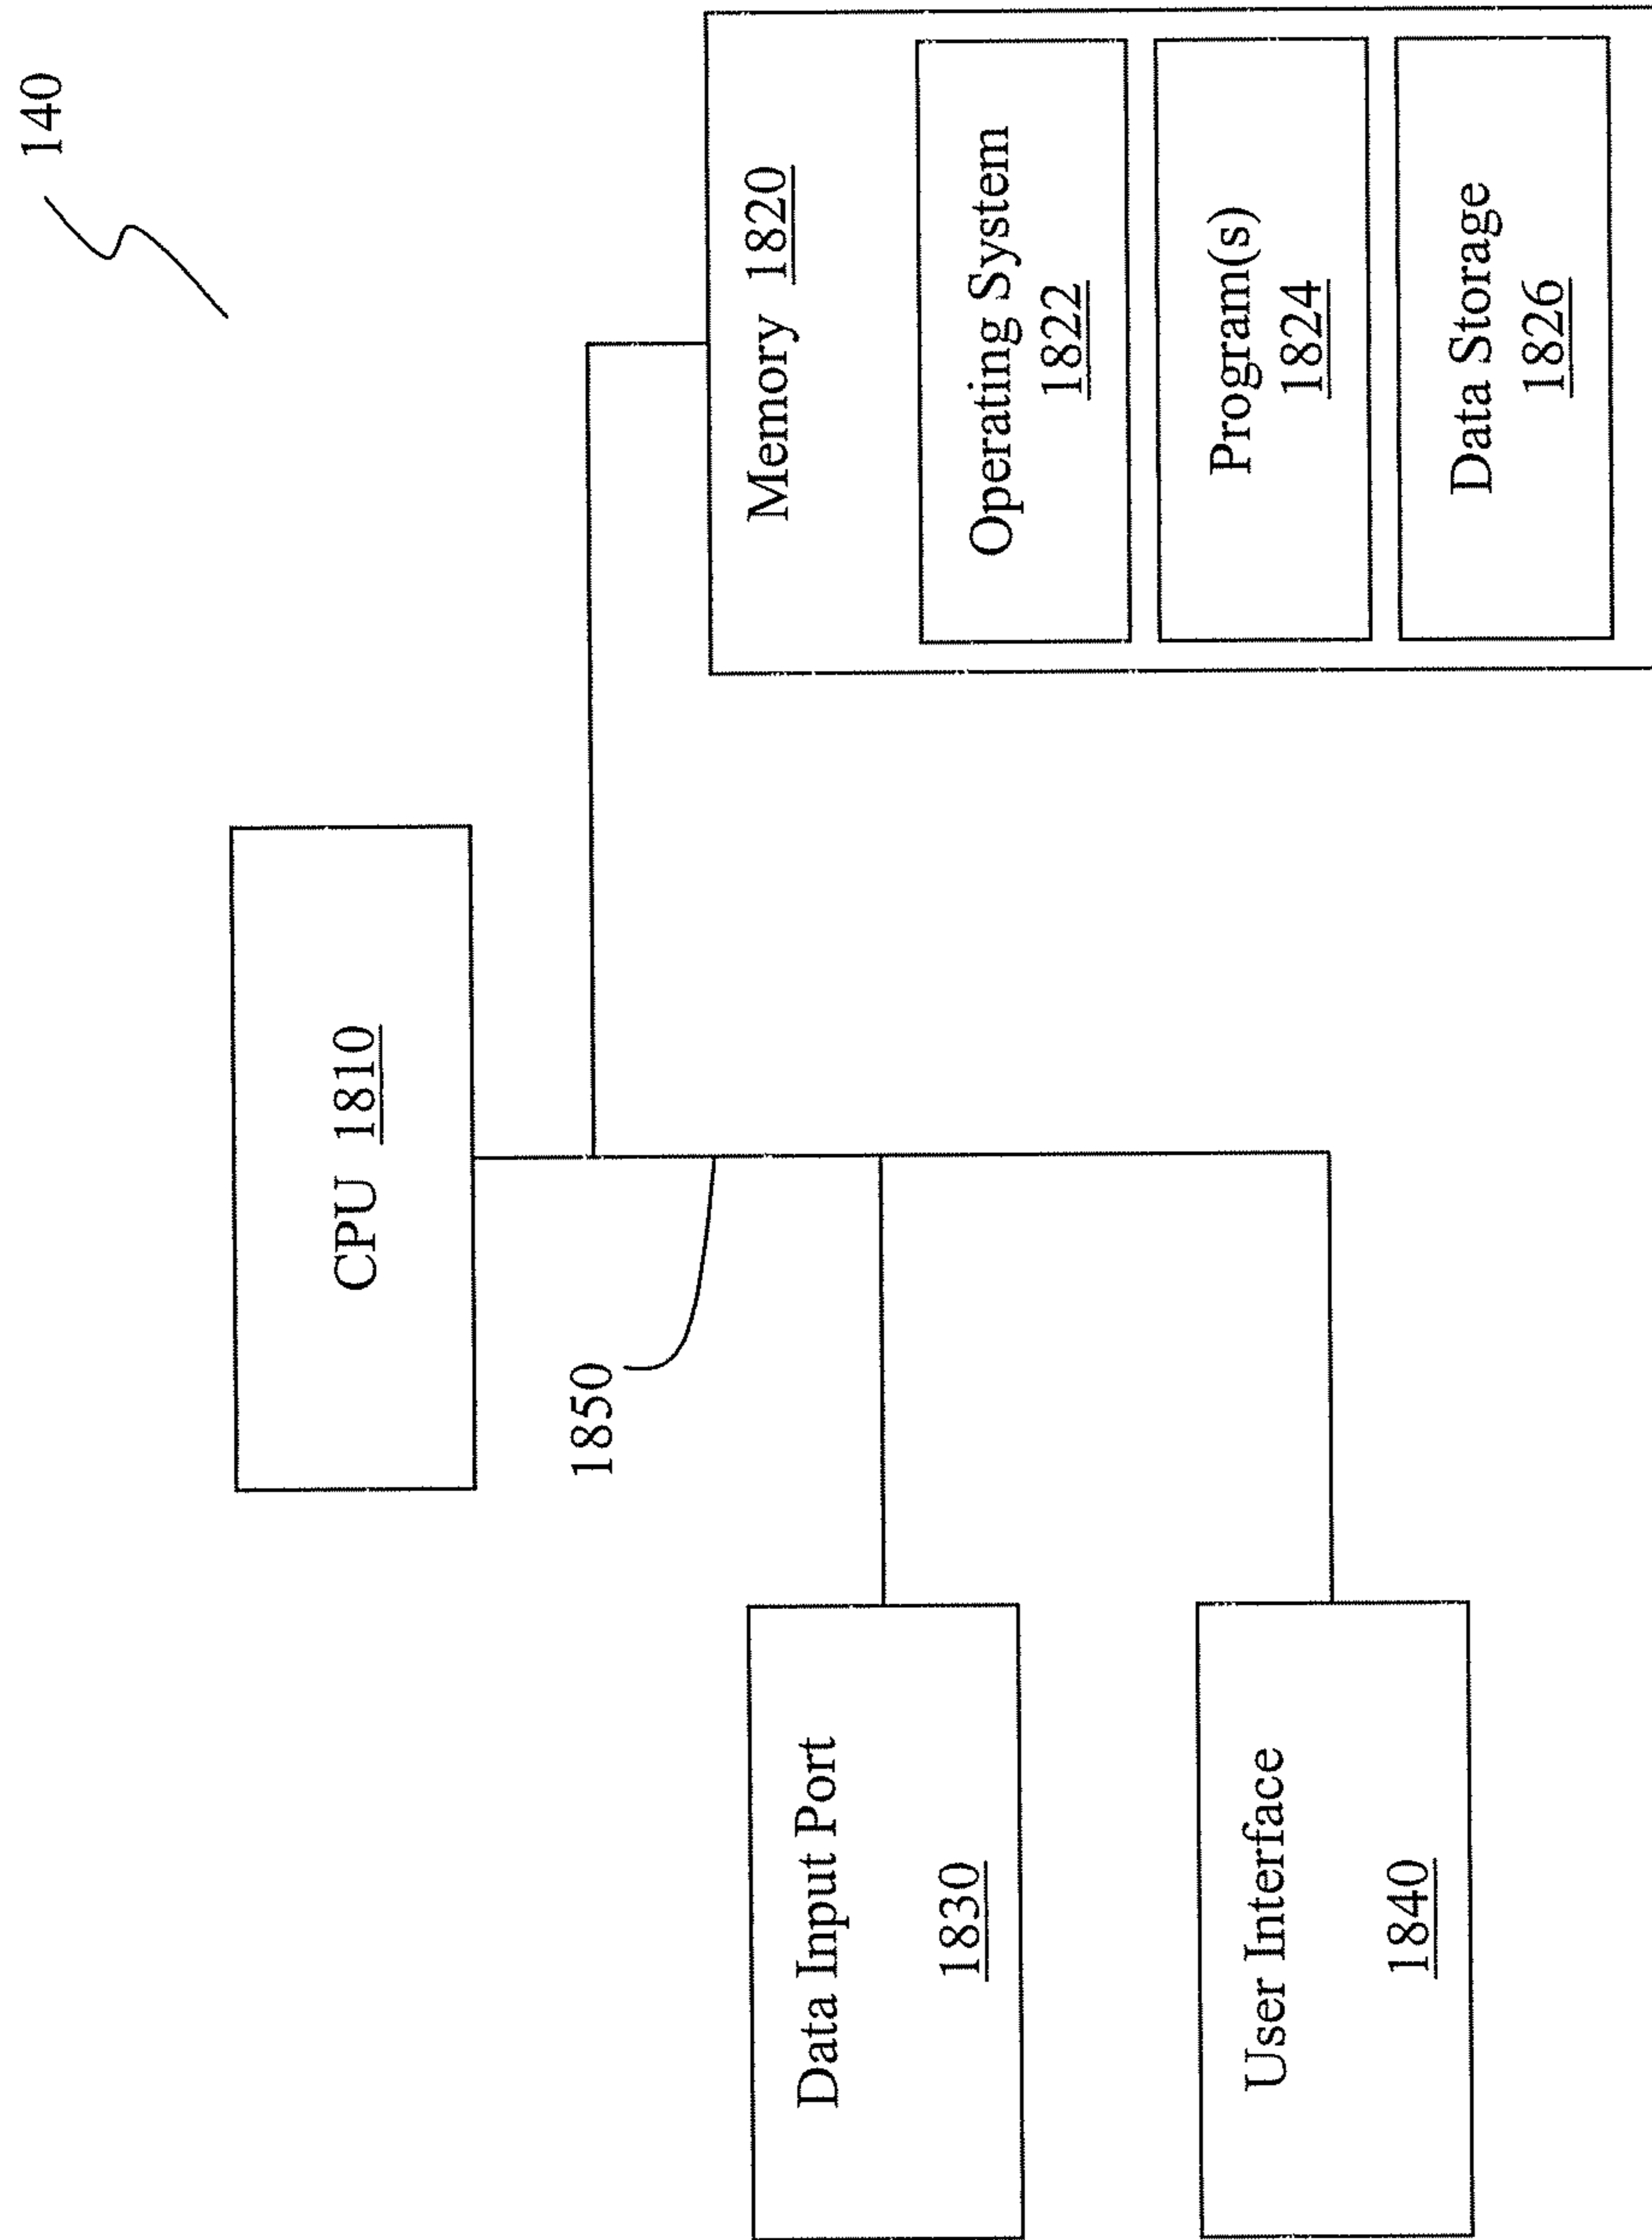 140
CPU 1810
1850
Memory 1820
Operating System
1822
Program(s)
1824
Data Storage
1826
Data Input Port
1830
User Interface
1840